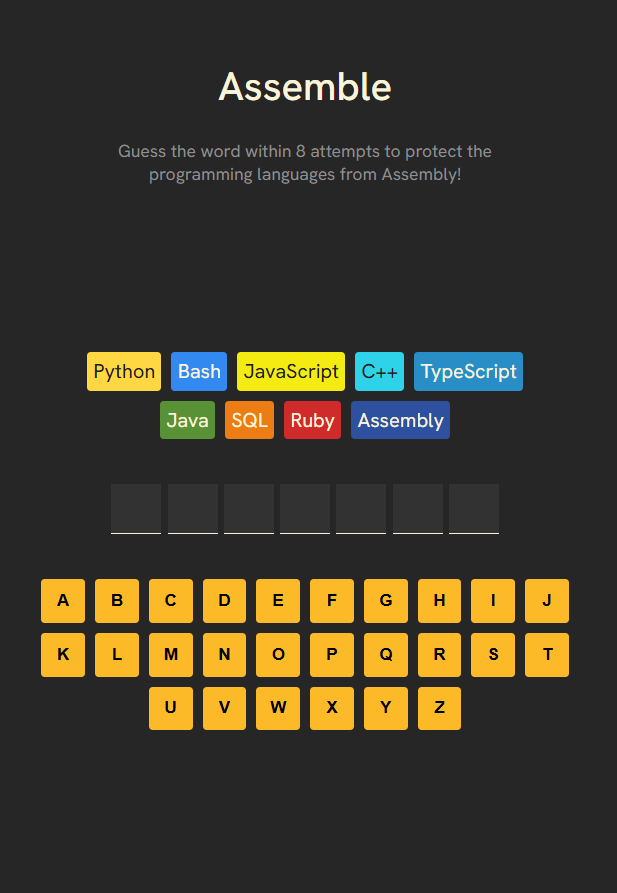 Assemble
Guess the word within 8 attempts to protect the
programming languages from Assembly!
Python Bash JavaScript C++ TypeScript
Java SQL Ruby Assembly
A B C D E F G H I J
K L M N O P Q R S T
U V W X Y Z